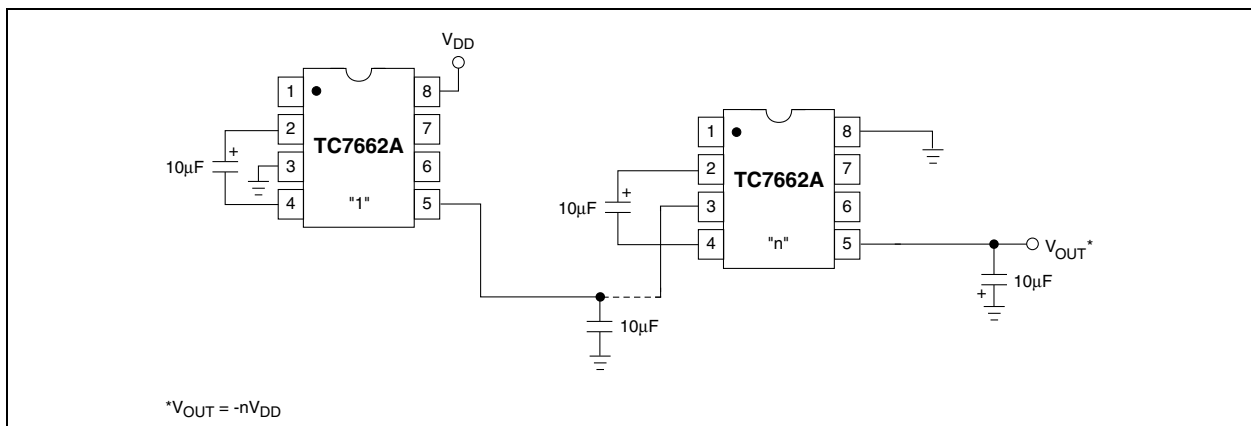 V_DD
1
8
2
TC7662A
7
+
10µF
3
6
4
"1"
5
1
8
2
TC7662A
7
+
10µF
3
6
4
"n"
5
V_OUT*
10µF
+
10µF
*V_OUT = -nV_DD